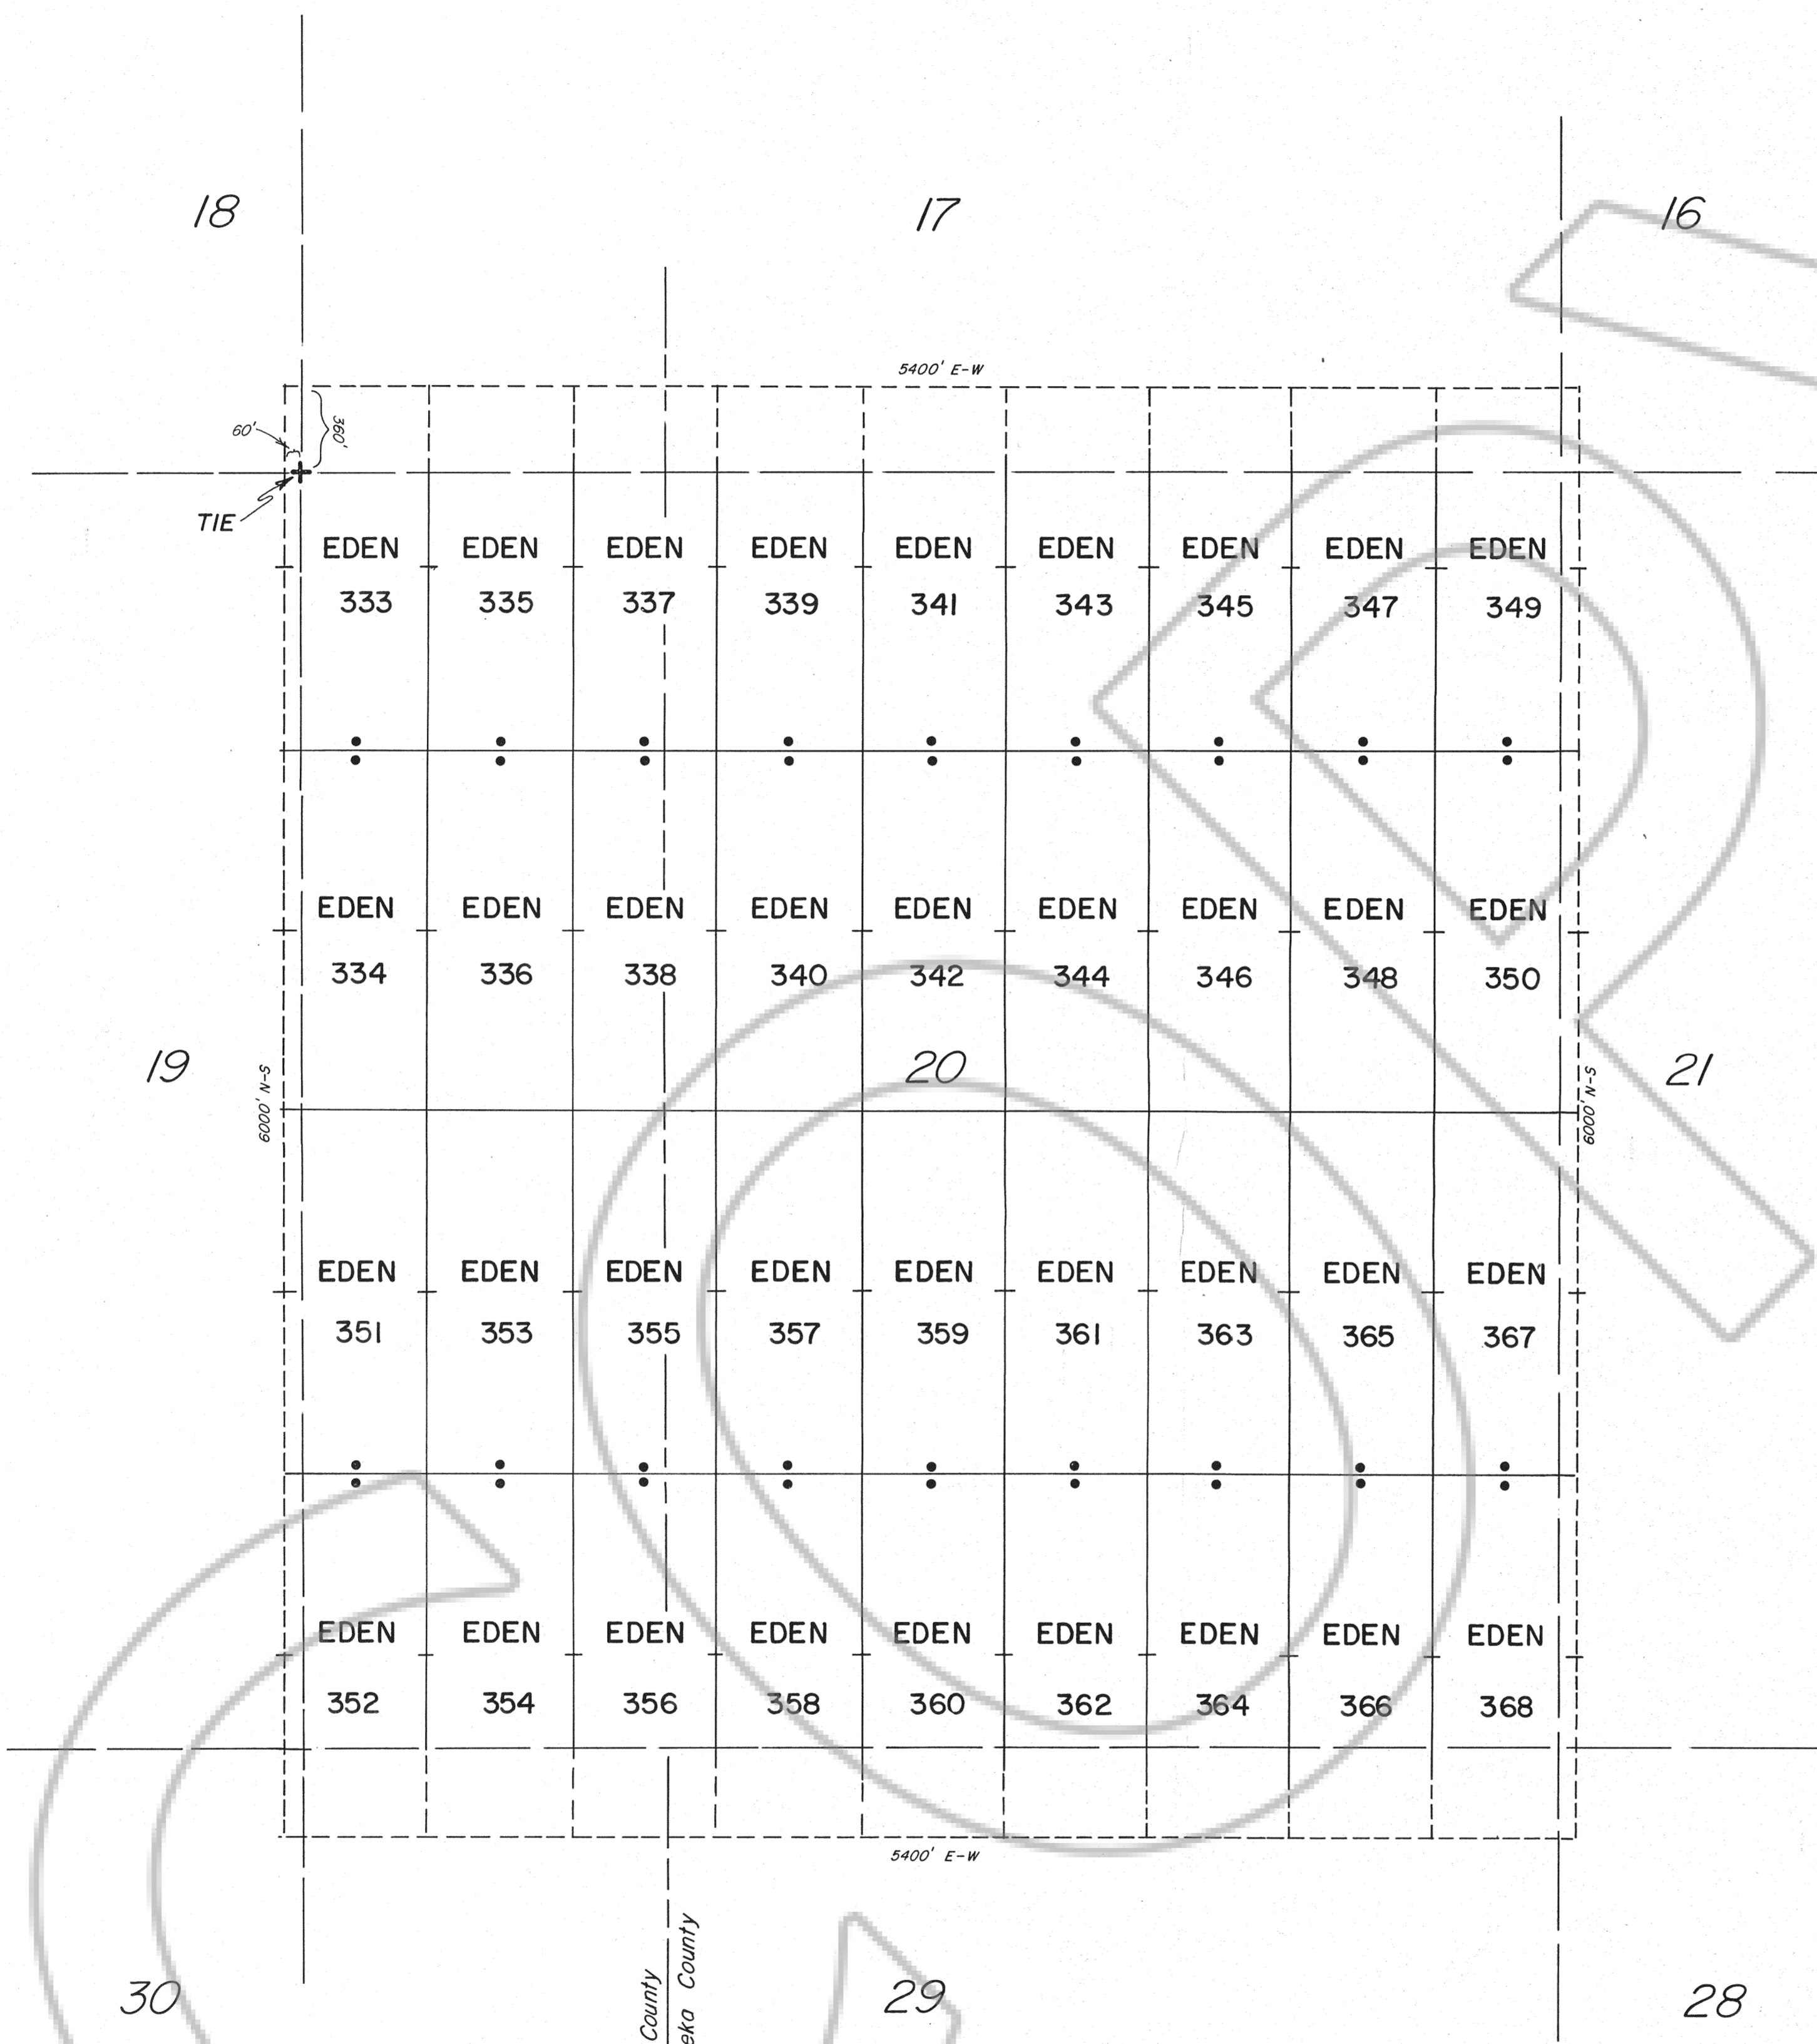 18 17 16
5400' E-W
60' 360'
TIE
EDEN EDEN EDEN EDEN EDEN EDEN EDEN EDEN EDEN
333 335 337 339 341 343 345 347 349
EDEN EDEN EDEN EDEN EDEN EDEN EDEN EDEN EDEN
334 336 338 340 342 344 346 348 350
19 20 21
6000' N-S 6000' N-S
EDEN EDEN EDEN EDEN EDEN EDEN EDEN EDEN EDEN
351 353 355 357 359 361 363 365 367
EDEN EDEN EDEN EDEN EDEN EDEN EDEN EDEN EDEN
352 354 356 358 360 362 364 366 368
5400' E-W
County
eka County
30 29 28